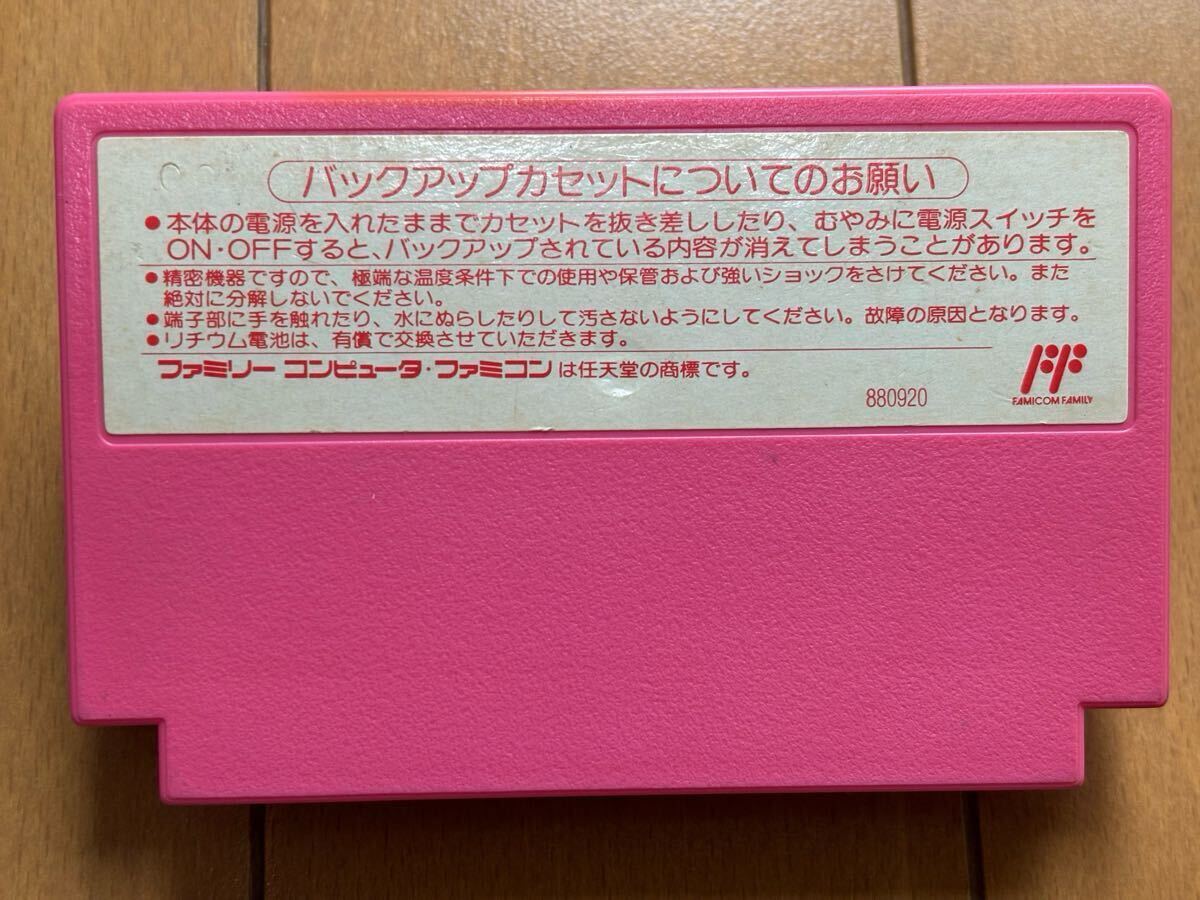 バックアップカセットについてのお願い
●本体の電源を入れたままでカセットを抜き差ししたり、むやみに電源スイッチを
ON・OFFすると、バックアップされている内容が消えてしまうことがあります。
●精密機器ですので、極端な温度条件下での使用や保管および強いショックをさけてください。また
絶対に分解しないでください。
●端子部に手を触れたり、水にぬらしたりして汚さないようにしてください。故障の原因となります。
●リチウム電池は、有償で交換させていただきます。
ファミリー コンピュータ・ファミコンは任天堂の商標です。
880920
FAMICOM FAMILY